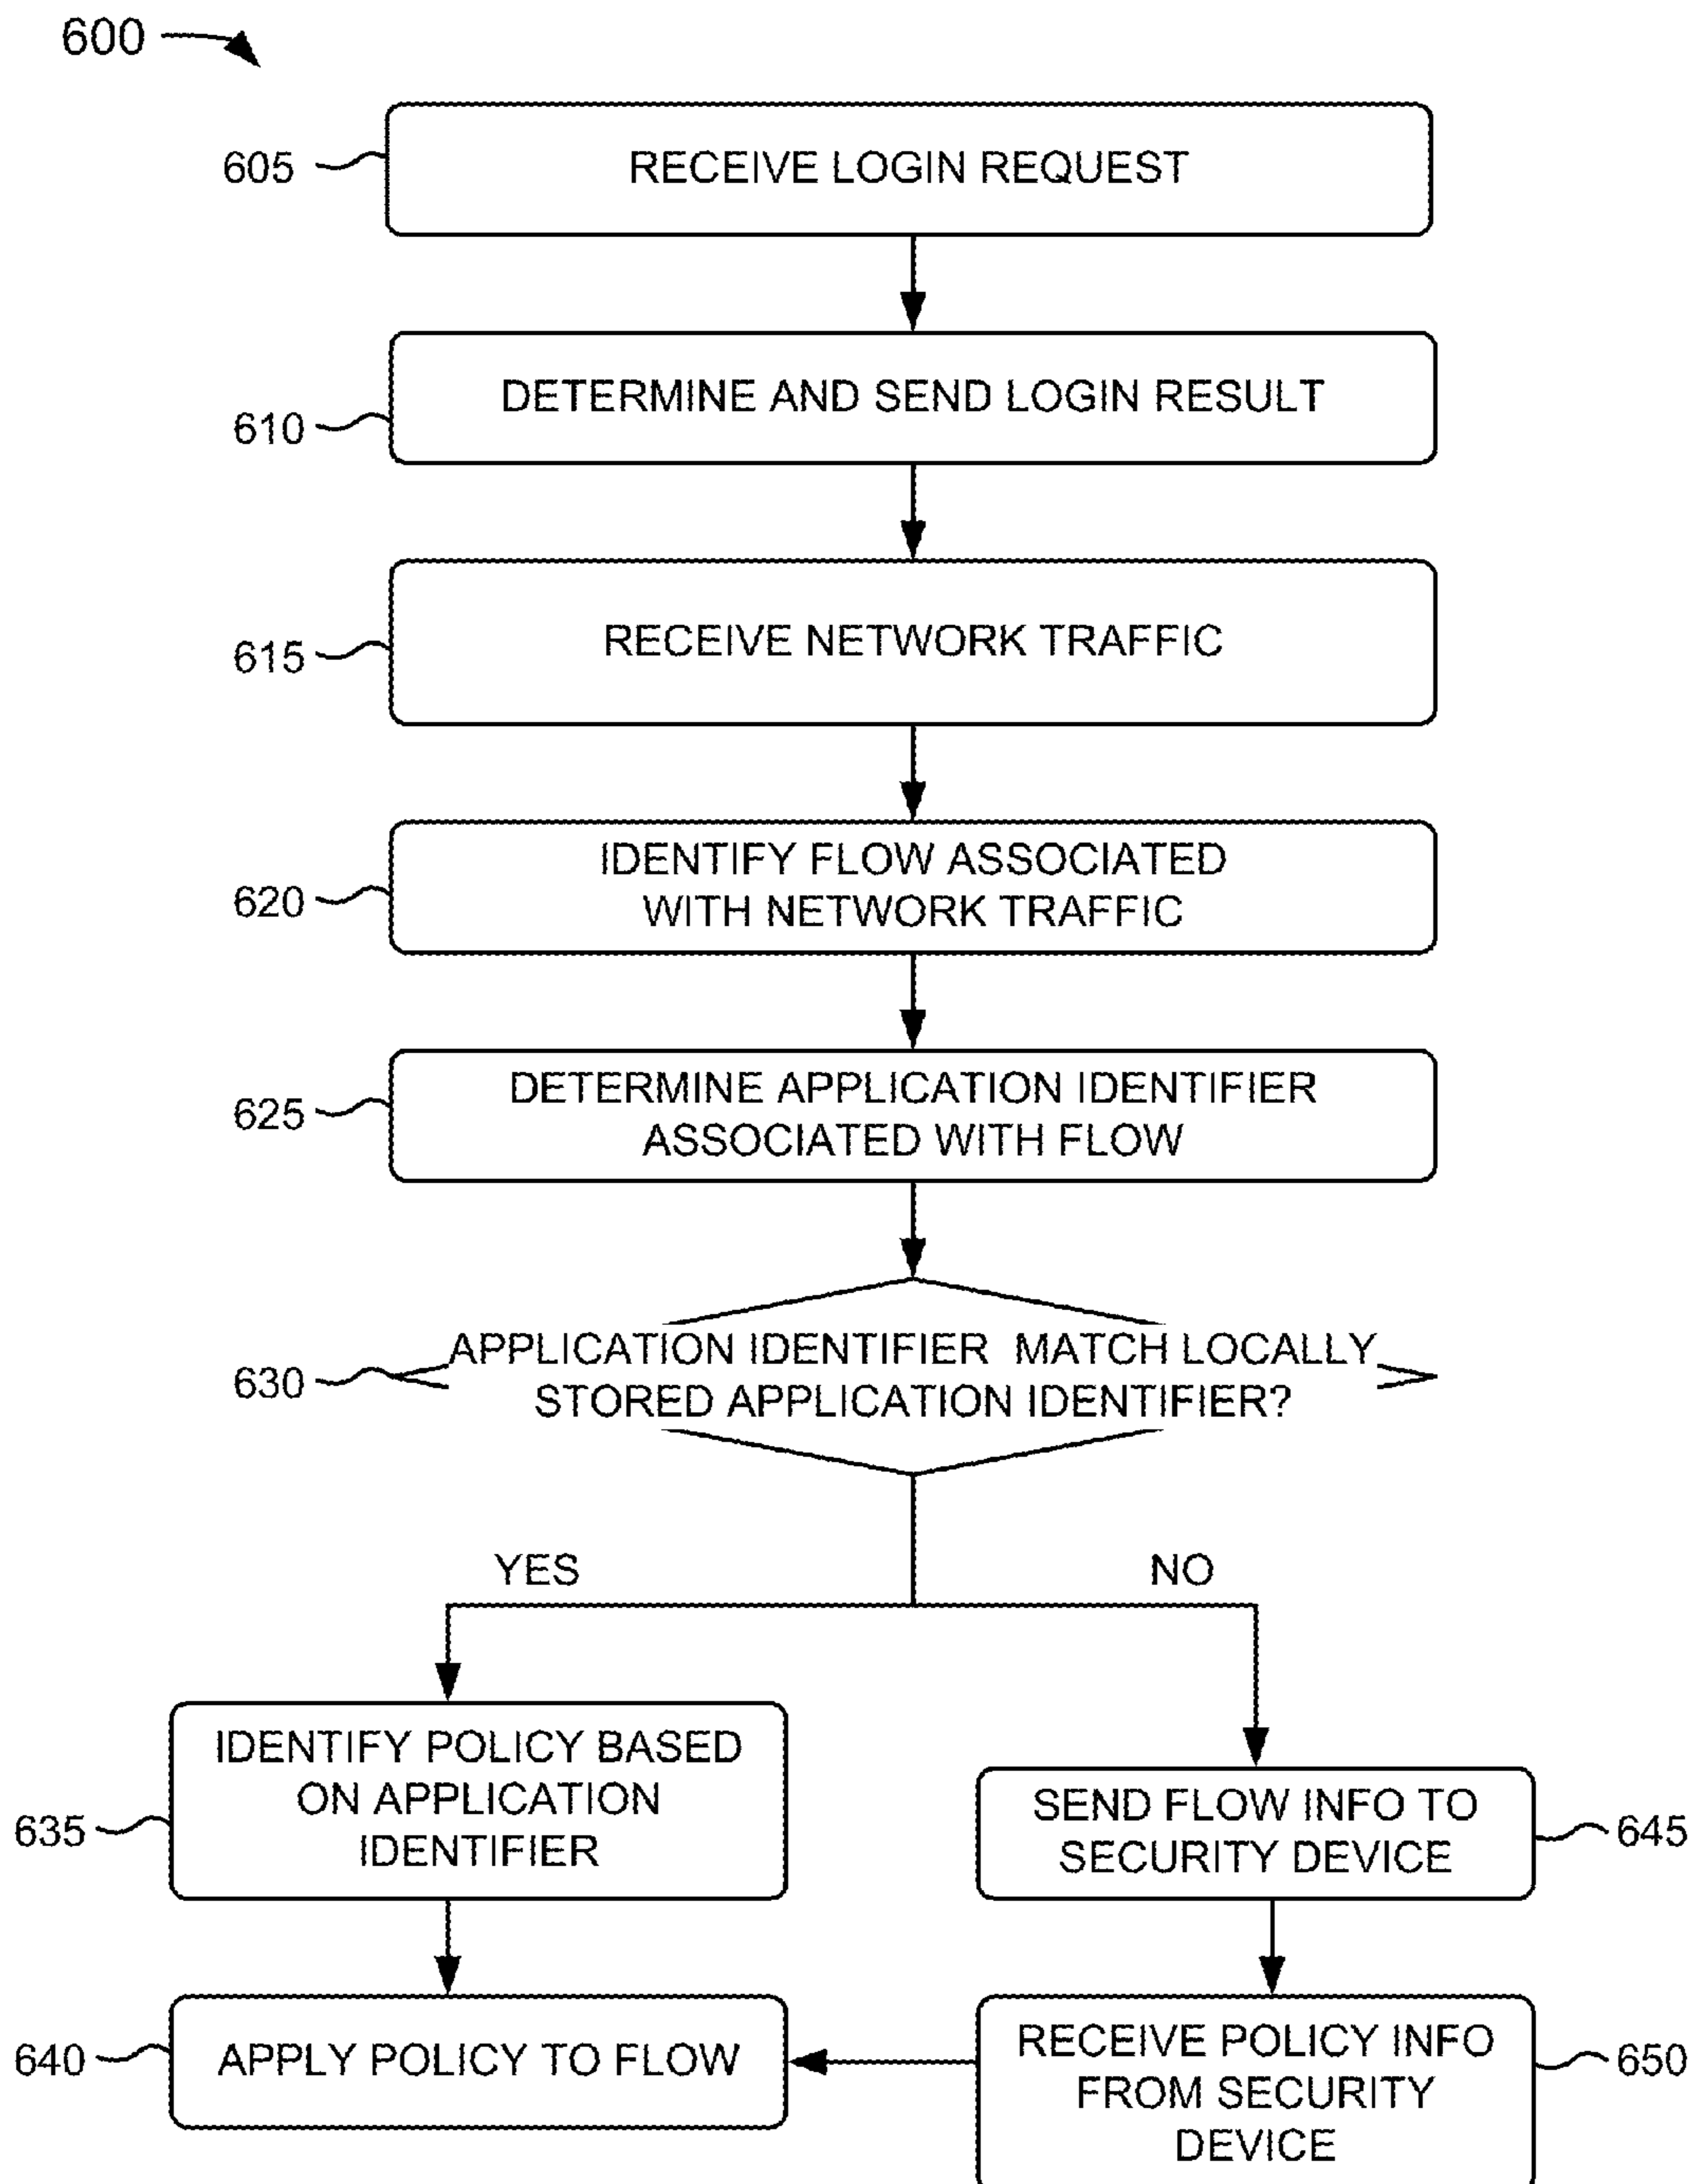 600
605
RECEIVE LOGIN REQUEST
610
DETERMINE AND SEND LOGIN RESULT
615
RECEIVE NETWORK TRAFFIC
620
IDENTIFY FLOW ASSOCIATED
WITH NETWORK TRAFFIC
625
DETERMINE APPLICATION IDENTIFIER
ASSOCIATED WITH FLOW
630
APPLICATION IDENTIFIER MATCH LOCALLY
STORED APPLICATION IDENTIFIER?
YES
NO
635
IDENTIFY POLICY BASED
ON APPLICATION
IDENTIFIER
SEND FLOW INFO TO
SECURITY DEVICE
645
640
APPLY POLICY TO FLOW
RECEIVE POLICY INFO
FROM SECURITY
DEVICE
650